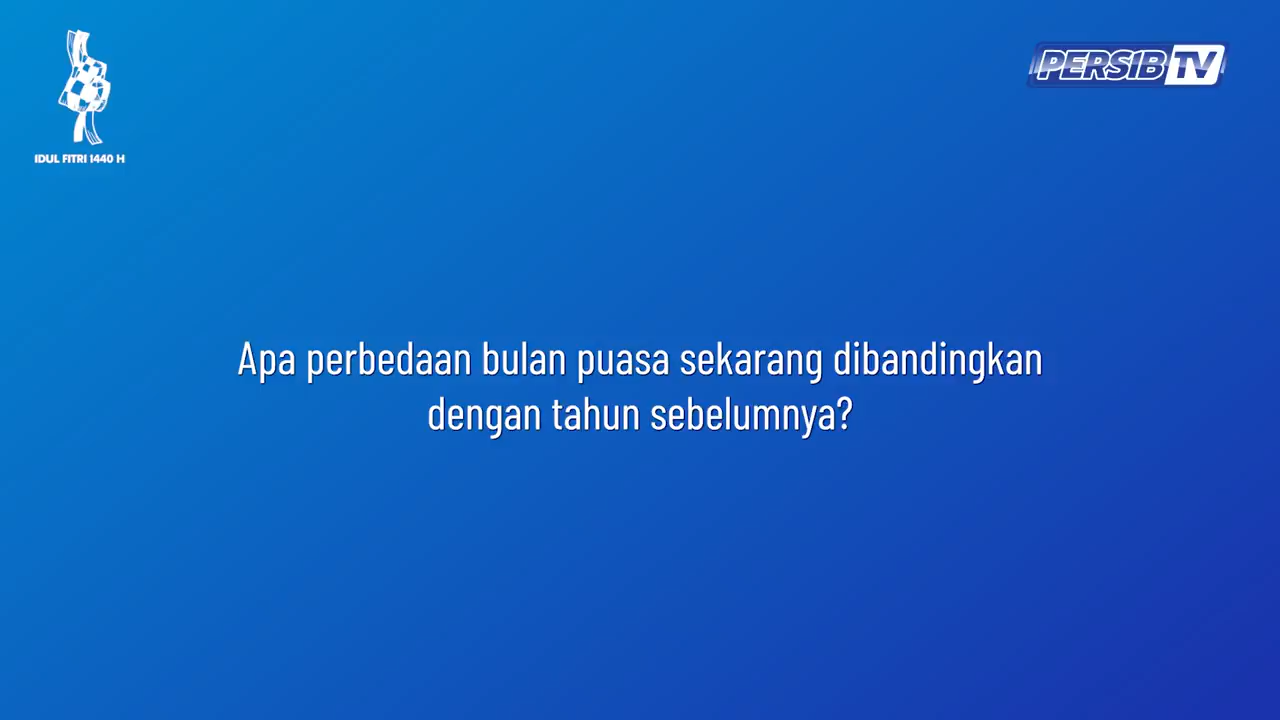 PERSIB TV
IDUL FITRI 1440 H
Apa perbedaan bulan puasa sekarang dibandingkan
dengan tahun sebelumnya?